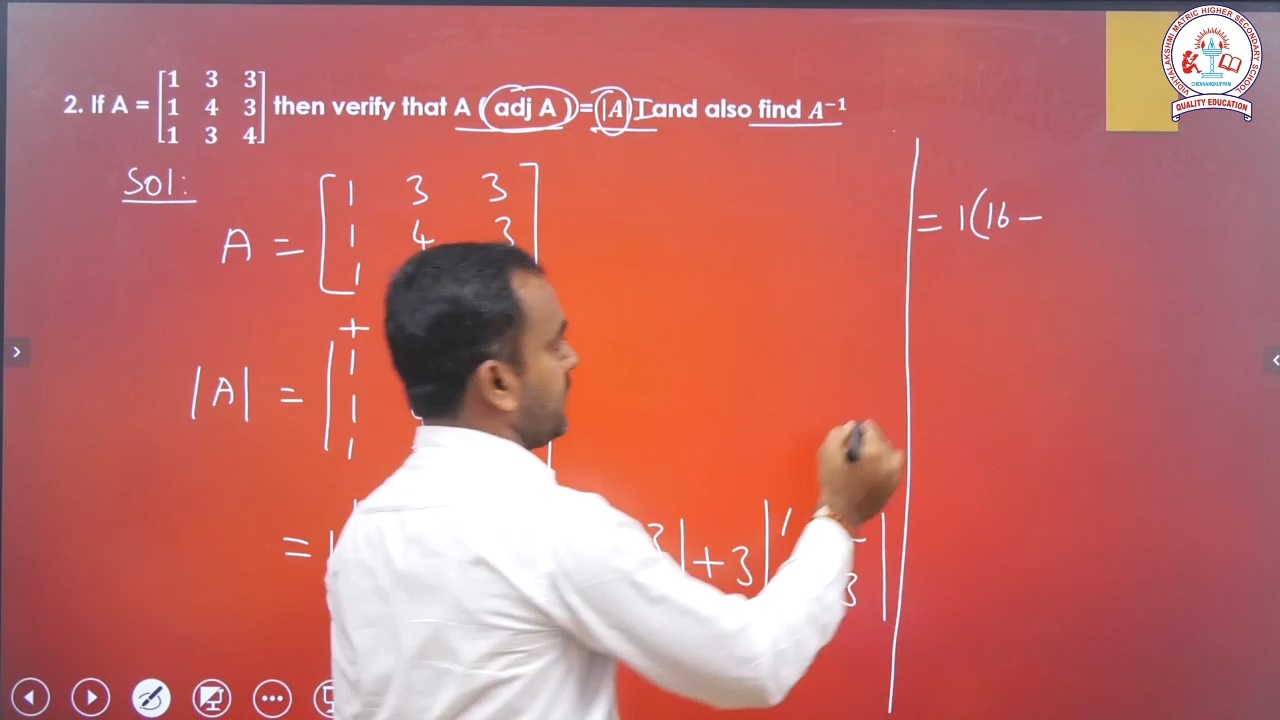 VIDHYALAKSHMI MATRIC HIGHER SECONDARY SCHOOL
CHENNANGKUPPAM
QUALITY EDUCATION
2. If A = [1 3 3
1 4 3
1 3 4] then verify that A ( adj A ) = |A| I and also find A⁻¹
Sol:
A = [1 3 3
1 4 3
1
+
|A| = |1
1
1
= 3| + 3|1
3|
= 1(16 −